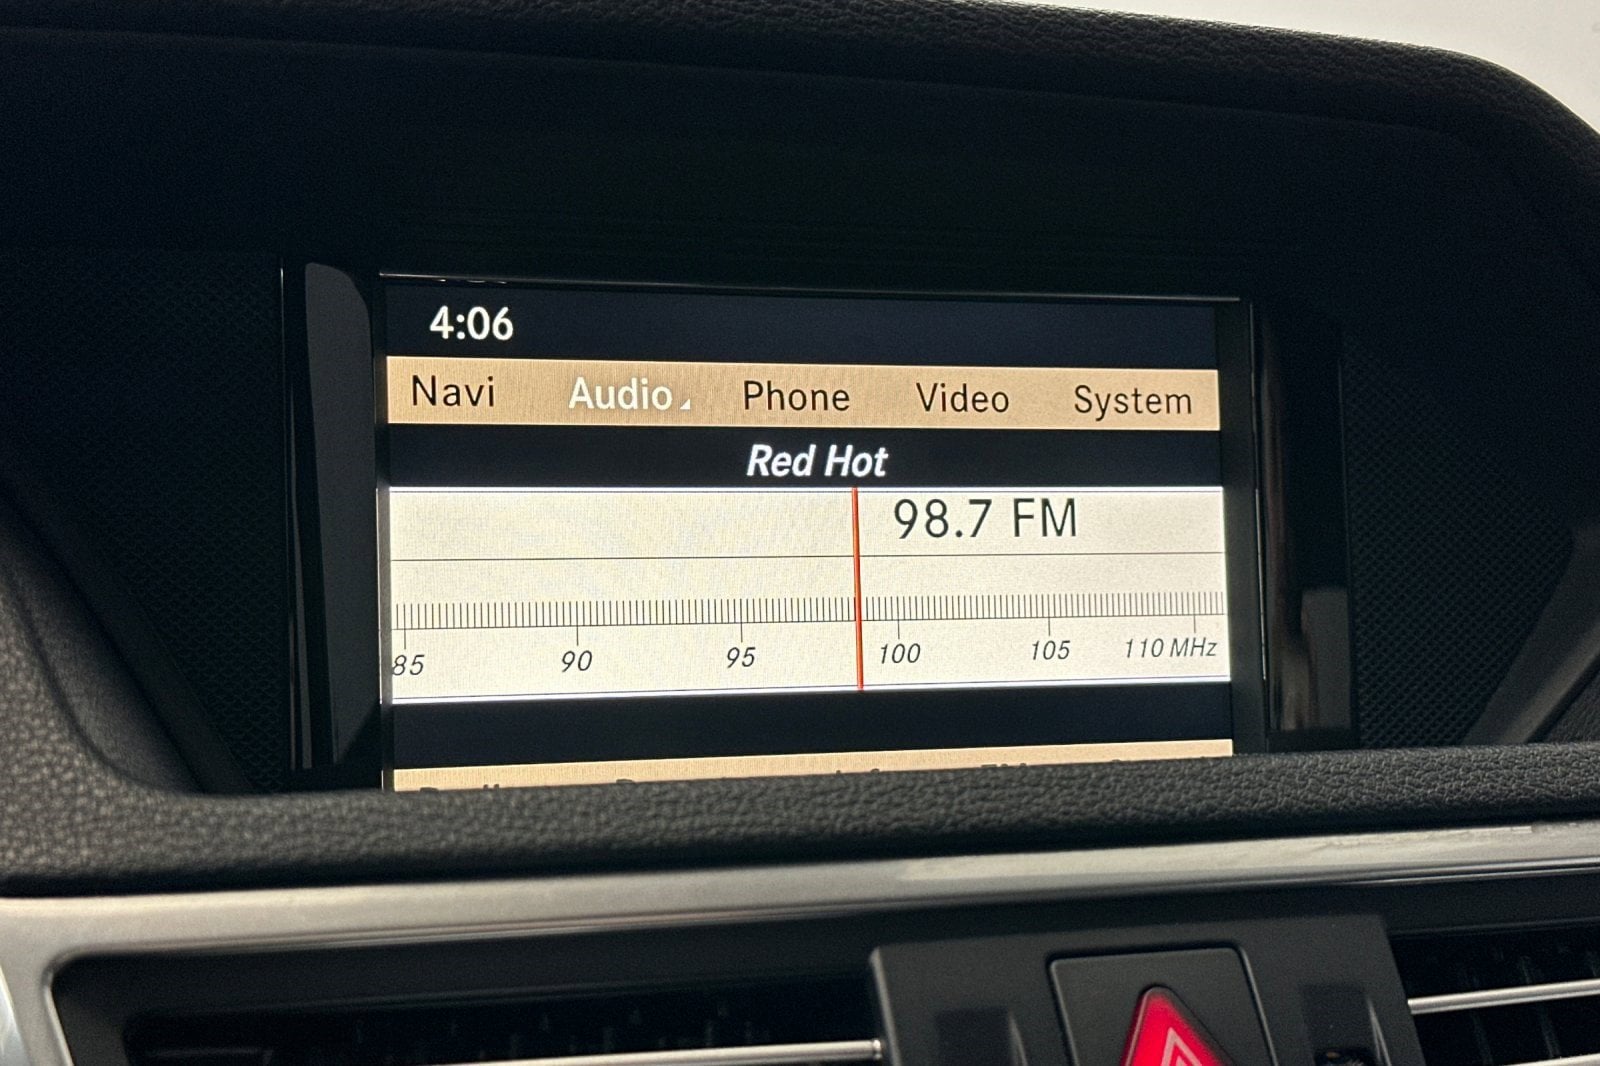 4:06
Navi Audio Phone Video System
Red Hot
98.7 FM
85 90 95 100 105 110 MHz